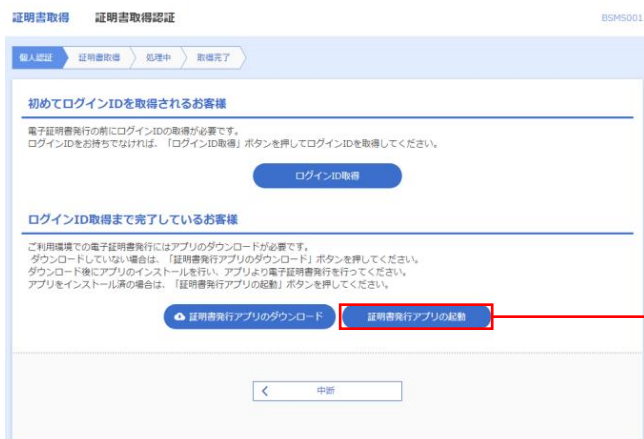 証明書取得 証明書取得認証 BSMS001
個人認証 証明書取得 処理中 取得完了
初めてログインIDを取得されるお客様
電子証明書発行の前にログインIDの取得が必要です。
ログインIDをお持ちでなければ、「ログインID取得」ボタンを押してログインIDを取得してください。
ログインID取得
ログインID取得まで完了しているお客様
ご利用環境での電子証明書発行にはアプリのダウンロードが必要です。
ダウンロードしていない場合は、「証明書発行アプリのダウンロード」ボタンを押してください。
ダウンロード後にアプリのインストールを行い、アプリより電子証明書発行を行ってください。
アプリをインストール済の場合は、「証明書発行アプリの起動」ボタンを押してください。
証明書発行アプリのダウンロード 証明書発行アプリの起動
中断